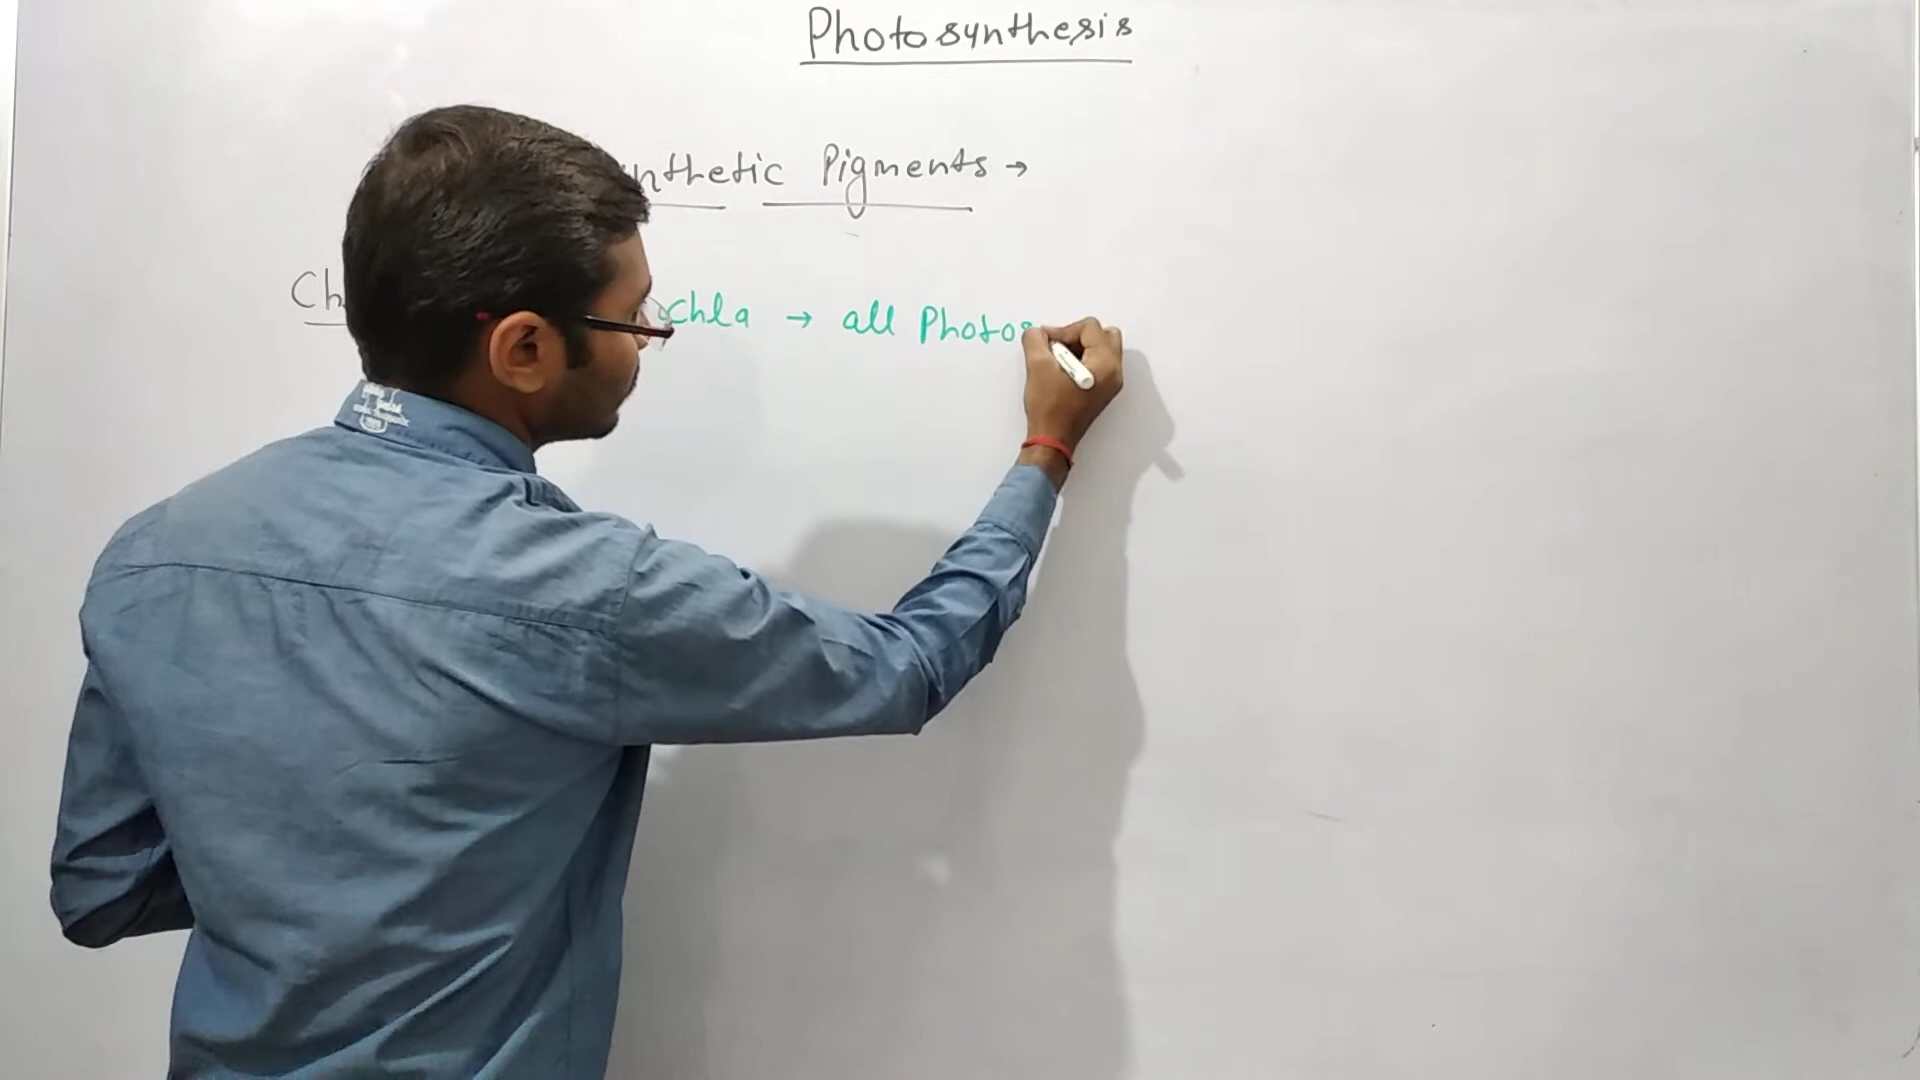 Photosynthesis
nthetic Pigments →
Ch
Chla → all Photos